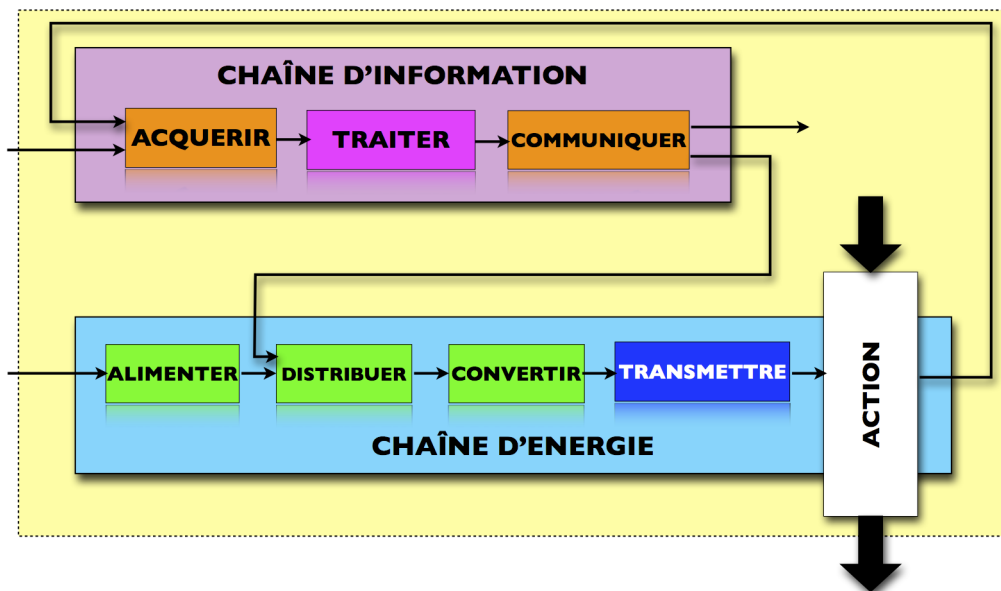 CHAÎNE D'INFORMATION
ACQUERIR
TRAITER
COMMUNIQUER
ALIMENTER
DISTRIBUER
CONVERTIR
TRANSMETTRE
ACTION
CHAÎNE D'ENERGIE